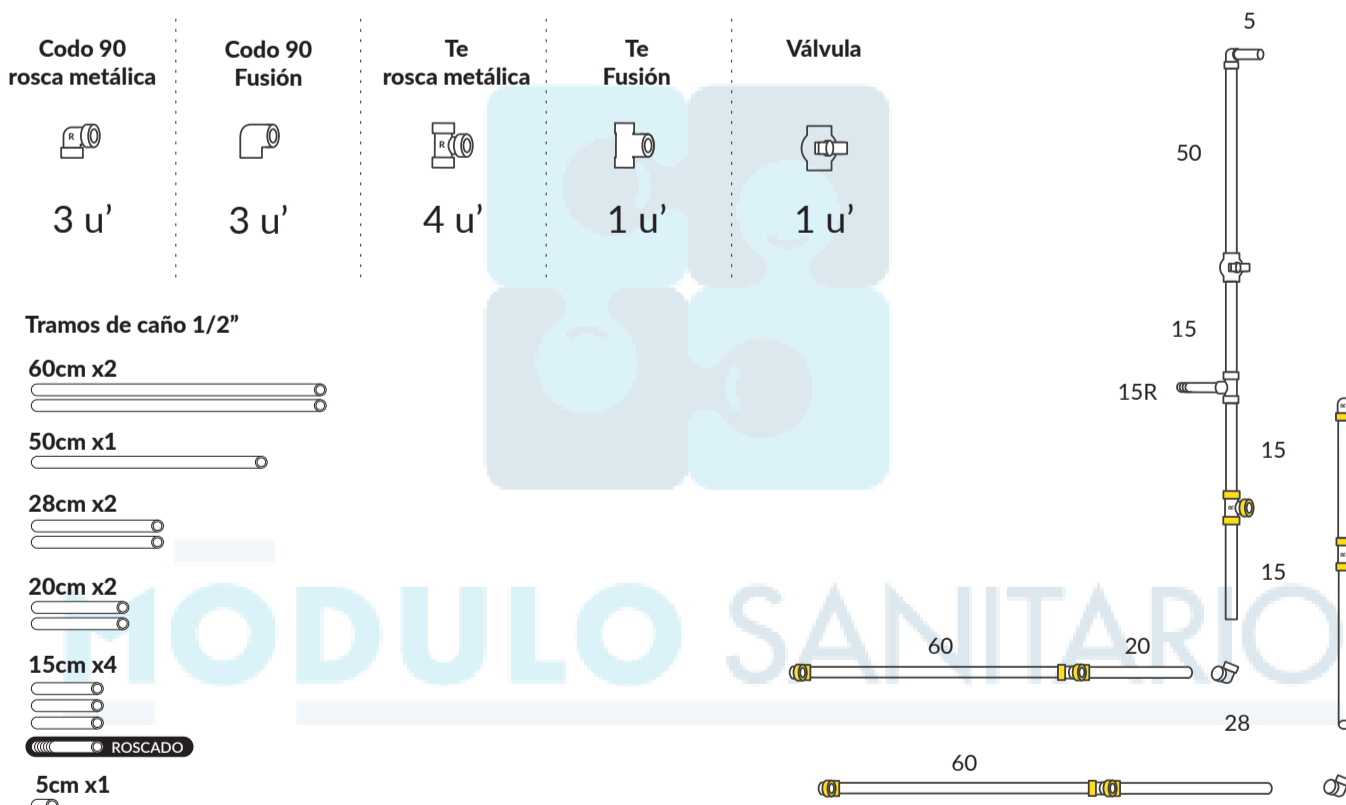 Codo 90
rosca metálica
R
3 u’
Codo 90
Fusión
3 u’
Te
rosca metálica
R
4 u’
Te
Fusión
1 u’
Válvula
1 u’
Tramos de caño 1/2”
60cm x2
50cm x1
28cm x2
20cm x2
15cm x4
ROSCADO
5cm x1
5
50
15
15R
15
R
15
R
R
60
20
28
60
MÓDULO SANITARIO